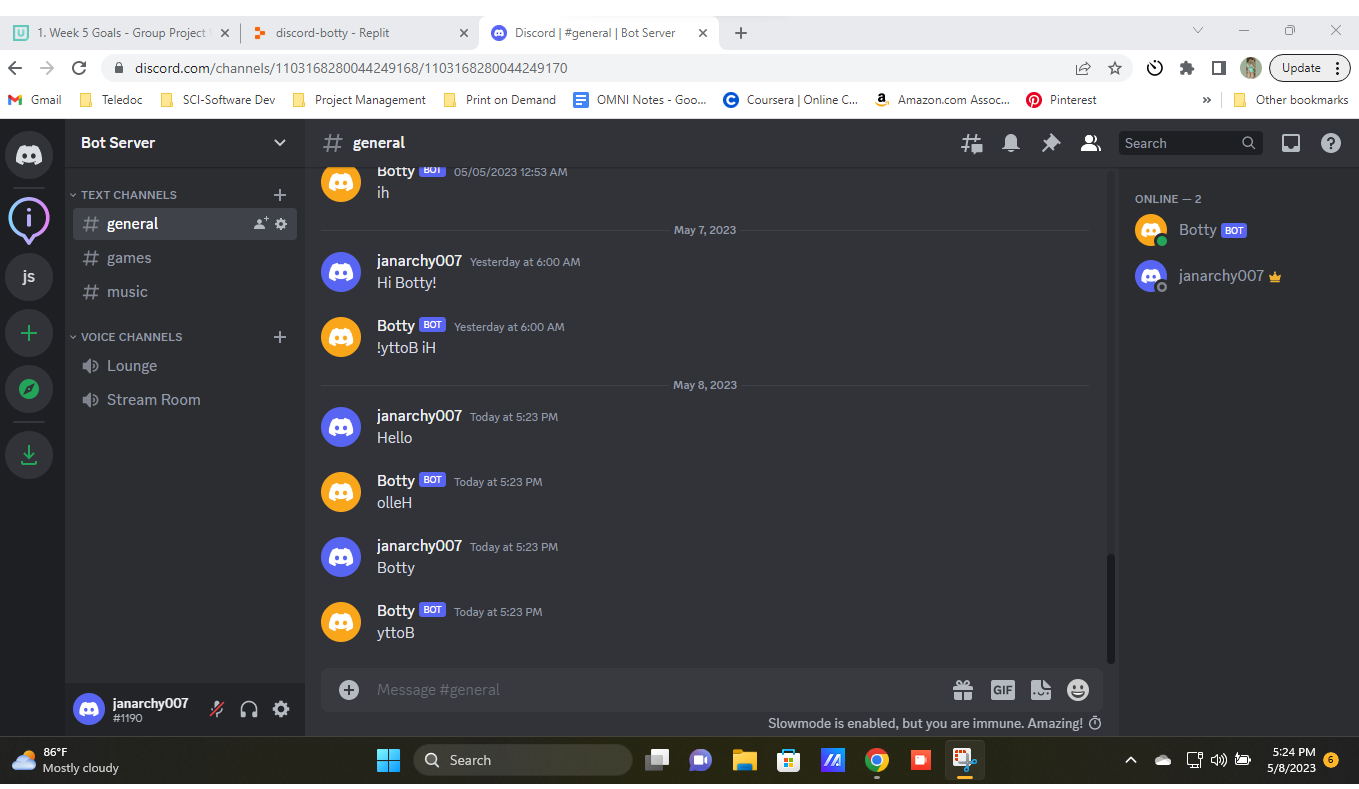 1. Week 5 Goals - Group Project
discord-botty - Replit
Discord | #general | Bot Server
discord.com/channels/1103168280044249168/1103168280044249170
Update
Gmail
Teledoc
SCI-Software Dev
Project Management
Print on Demand
OMNI Notes - Goo...
Coursera | Online C...
Amazon.com Assoc...
Pinterest
»
Other bookmarks
Bot Server
# general
Search
TEXT CHANNELS
# general
# games
# music
VOICE CHANNELS
Lounge
Stream Room
js
janarchy007
#1190
Botty BOT 05/05/2023 12:53 AM
ih
May 7, 2023
janarchy007 Yesterday at 6:00 AM
Hi Botty!
Botty BOT Yesterday at 6:00 AM
!yttoB iH
May 8, 2023
janarchy007 Today at 5:23 PM
Hello
Botty BOT Today at 5:23 PM
olleH
janarchy007 Today at 5:23 PM
Botty
Botty BOT Today at 5:23 PM
yttoB
Message #general
GIF
Slowmode is enabled, but you are immune. Amazing!
ONLINE — 2
Botty BOT
janarchy007
86°F
Mostly cloudy
Search
5:24 PM
5/8/2023
6